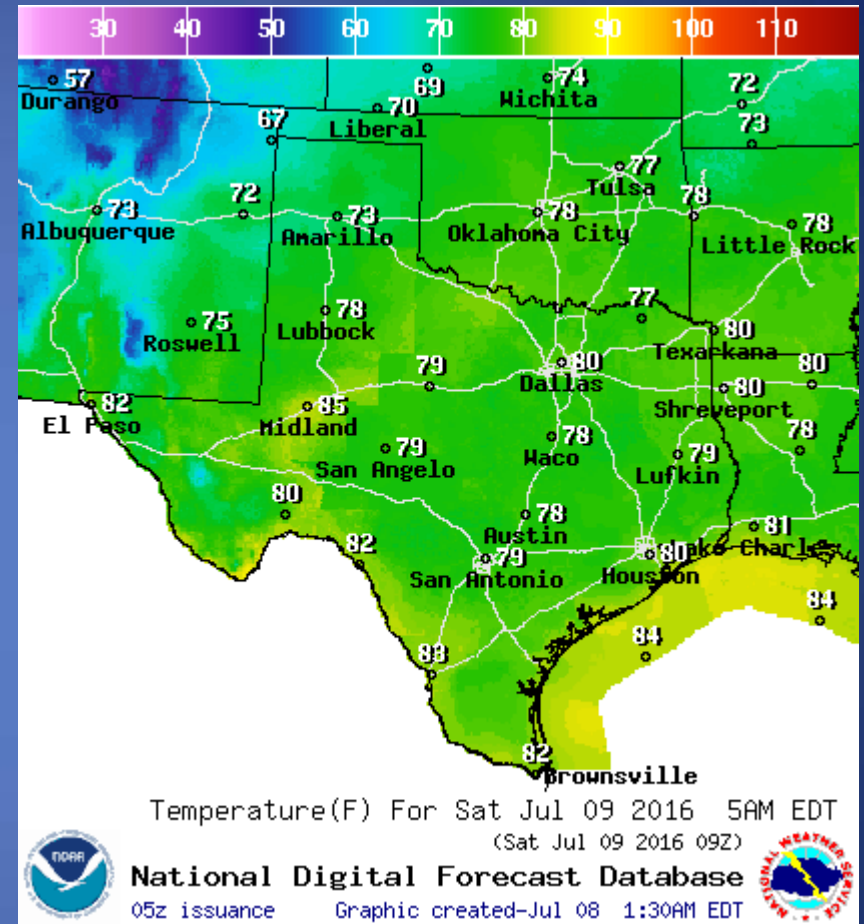 30 40 50 60 70 80 90 100 110
57
Durango
69
74
Wichita
72
70
Liberal
67
73
77
Tulsa
73
Albuquerque
72
73
Amarillo
78
Oklahoma City
78
78
Little Rock
75
Roswell
78
Lubbock
77
80
Texarkana
79
80
Dallas
80
80
Shreveport
82
El Paso
85
Midland
79
San Angelo
78
Waco
79
Lufkin
78
80
78
Austin
81
Lake Charles
82
79
San Antonio
80
Houston
84
84
83
82
Brownsville
Temperature(F) For Sat Jul 09 2016 5AM EDT
(Sat Jul 09 2016 09Z)
NOAA
NATIONAL WEATHER SERVICE
National Digital Forecast Database
05z issuance Graphic created-Jul 08 1:30AM EDT